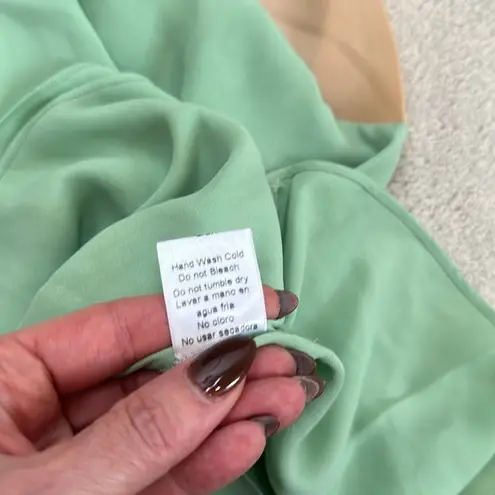 Hand Wash Cold
Do not Bleach
Do not tumble dry
Lavar a mano en
agua fria
No cloro
No usar secadora